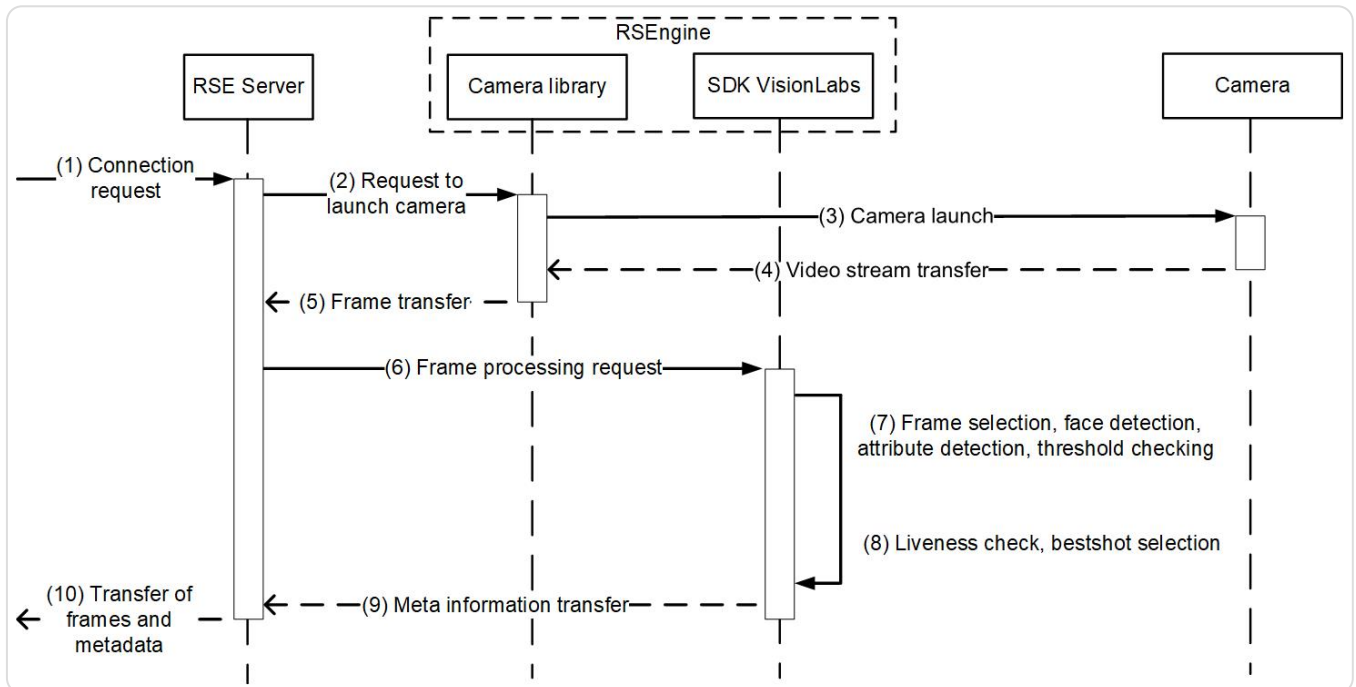 RSEngine
RSE Server
Camera library
SDK VisionLabs
Camera
(1) Connection
request
(2) Request to
launch camera
(3) Camera launch
(4) Video stream transfer
(5) Frame transfer
(6) Frame processing request
(7) Frame selection, face detection,
attribute detection, threshold checking
(8) Liveness check, bestshot selection
(9) Meta information transfer
(10) Transfer of
frames and
metadata